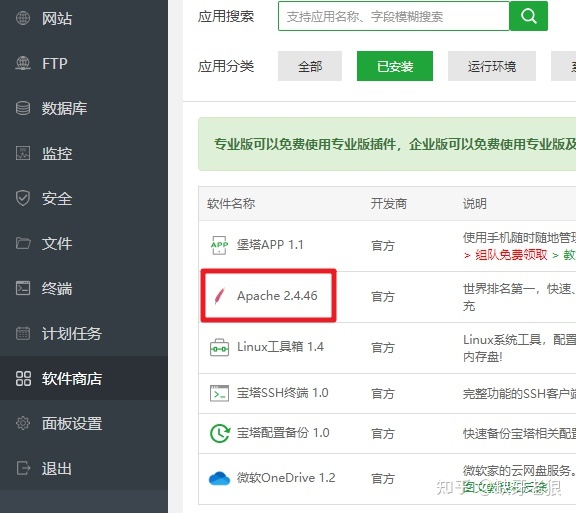 网站
FTP
数据库
监控
安全
文件
终端
计划任务
软件商店
面板设置
退出
应用搜索 支持应用名称、字段模糊搜索
应用分类 全部 已安装 运行环境
专业版可以免费使用专业版插件，企业版可以免费使用专业版及
软件名称 开发商 说明
APP 堡塔APP 1.1 官方 使用手机随时随地管理
> 组队免费领取 > 教
Apache 2.4.46 官方 世界排名第一，快速、
充
Linux工具箱 1.4 官方 Linux系统工具，配置
内存盘!
宝塔SSH终端 1.0 官方 完整功能的SSH客户端
宝塔配置备份 1.0 官方 快速备份宝塔相关配置
微软OneDrive 1.2 官方 微软家的云网盘服务。
知乎